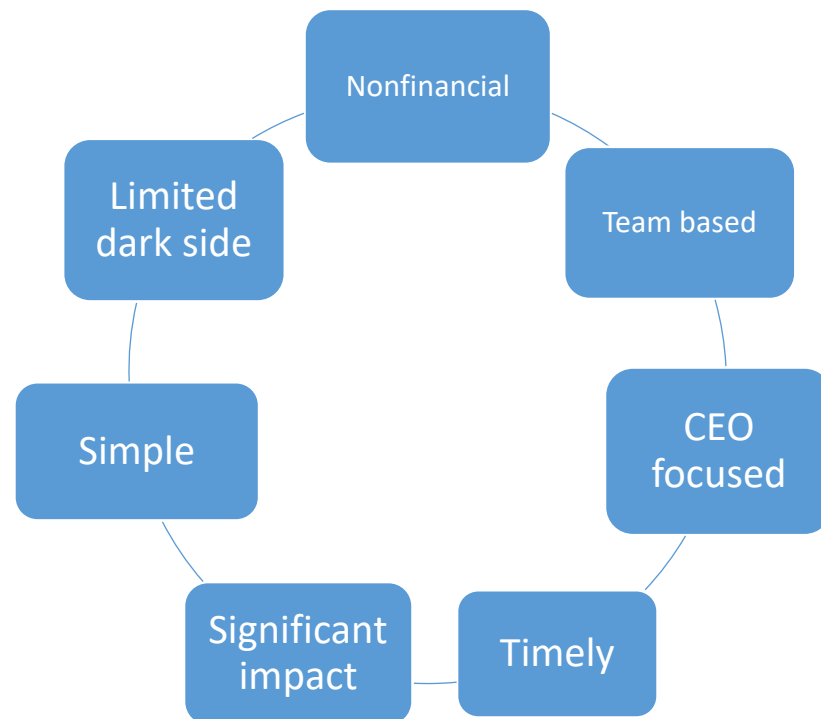 Nonfinancial
Team based
CEO
focused
Timely
Significant
impact
Simple
Limited
dark side